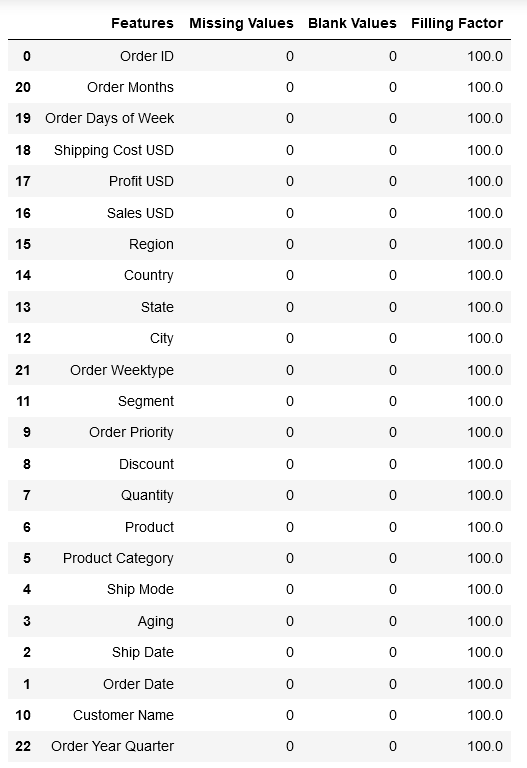 Features Missing Values Blank Values Filling Factor
0 Order ID 0 0 100.0
20 Order Months 0 0 100.0
19 Order Days of Week 0 0 100.0
18 Shipping Cost USD 0 0 100.0
17 Profit USD 0 0 100.0
16 Sales USD 0 0 100.0
15 Region 0 0 100.0
14 Country 0 0 100.0
13 State 0 0 100.0
12 City 0 0 100.0
21 Order Weektype 0 0 100.0
11 Segment 0 0 100.0
9 Order Priority 0 0 100.0
8 Discount 0 0 100.0
7 Quantity 0 0 100.0
6 Product 0 0 100.0
5 Product Category 0 0 100.0
4 Ship Mode 0 0 100.0
3 Aging 0 0 100.0
2 Ship Date 0 0 100.0
1 Order Date 0 0 100.0
10 Customer Name 0 0 100.0
22 Order Year Quarter 0 0 100.0